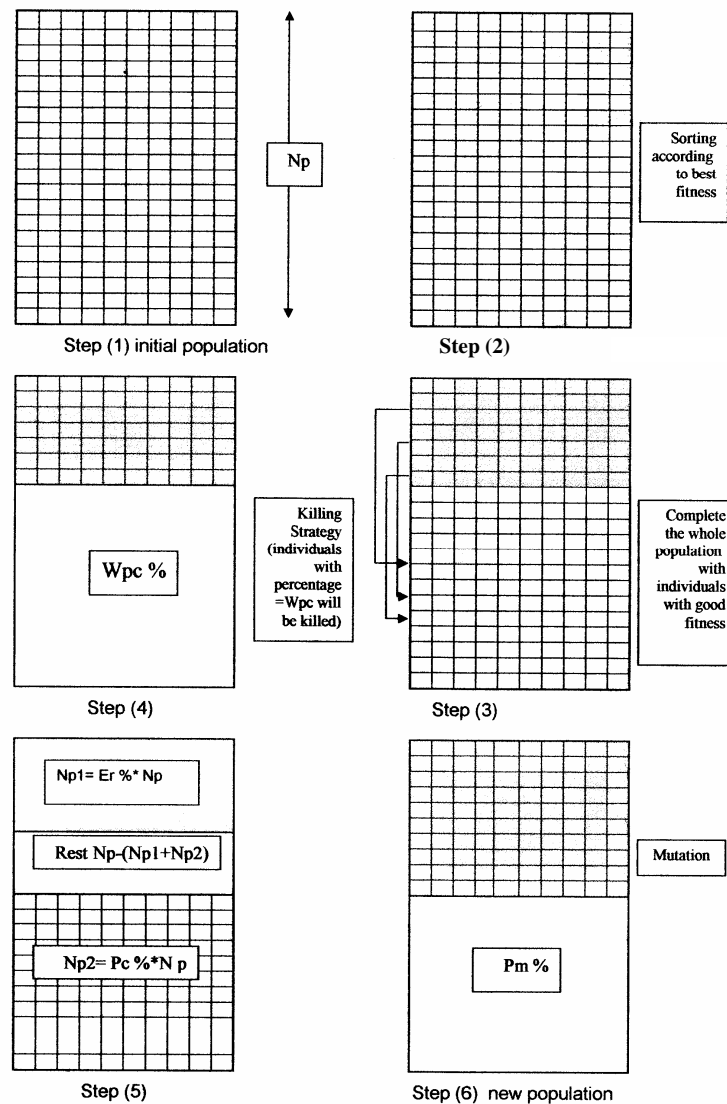 Np
Sorting
according
to best
fitness
Step (1) initial population
Step (2)
Wpc %
Killing
Strategy
(individuals
with
percentage
=Wpc will
be killed)
Complete
the whole
population
with
individuals
with good
fitness
Step (4)
Step (3)
Np1= Er %* Np
Rest Np-(Np1+Np2)
Np2= Pc %*N p
Mutation
Pm %
Step (5)
Step (6) new population